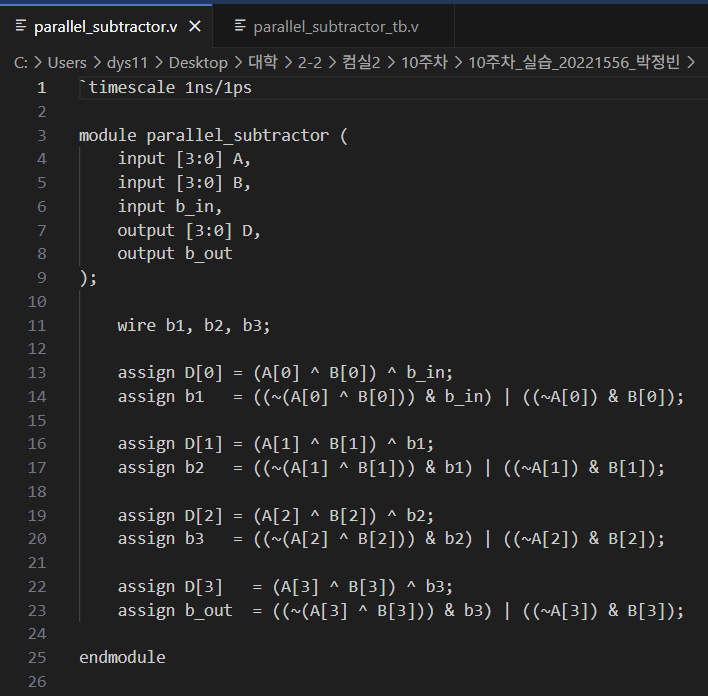 parallel_subtractor.v × parallel_subtractor_tb.v
C: > Users > dys11 > Desktop > 대학 > 2-2 > 컴실2 > 10주차 > 10주차_실습_20221556_박정빈 >
1 `timescale 1ns/1ps
2
3 module parallel_subtractor (
4     input [3:0] A,
5     input [3:0] B,
6     input b_in,
7     output [3:0] D,
8     output b_out
9 );
10
11     wire b1, b2, b3;
12
13     assign D[0] = (A[0] ^ B[0]) ^ b_in;
14     assign b1   = ((~(A[0] ^ B[0])) & b_in) | ((~A[0]) & B[0]);
15
16     assign D[1] = (A[1] ^ B[1]) ^ b1;
17     assign b2   = ((~(A[1] ^ B[1])) & b1) | ((~A[1]) & B[1]);
18
19     assign D[2] = (A[2] ^ B[2]) ^ b2;
20     assign b3   = ((~(A[2] ^ B[2])) & b2) | ((~A[2]) & B[2]);
21
22     assign D[3]   = (A[3] ^ B[3]) ^ b3;
23     assign b_out  = ((~(A[3] ^ B[3])) & b3) | ((~A[3]) & B[3]);
24
25 endmodule
26